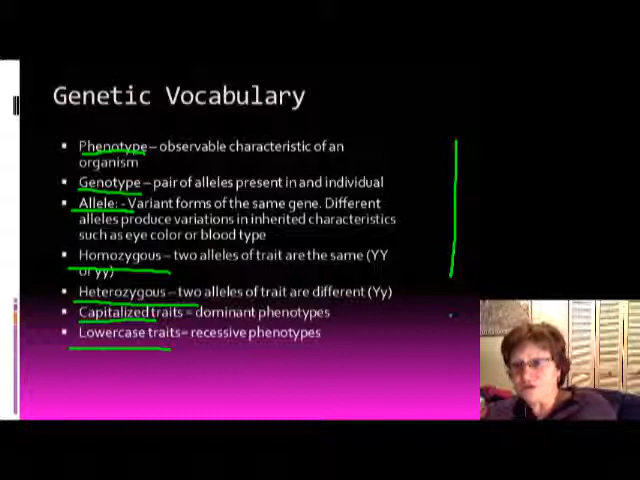 Genetic Vocabulary
Phenotype – observable characteristic of an
organism
Genotype – pair of alleles present in and individual
Allele: - Variant forms of the same gene. Different
alleles produce variations in inherited characteristics
such as eye color or blood type
Homozygous – two alleles of trait are the same (YY
or yy)
Heterozygous – two alleles of trait are different (Yy)
Capitalized traits = dominant phenotypes
Lowercase traits= recessive phenotypes